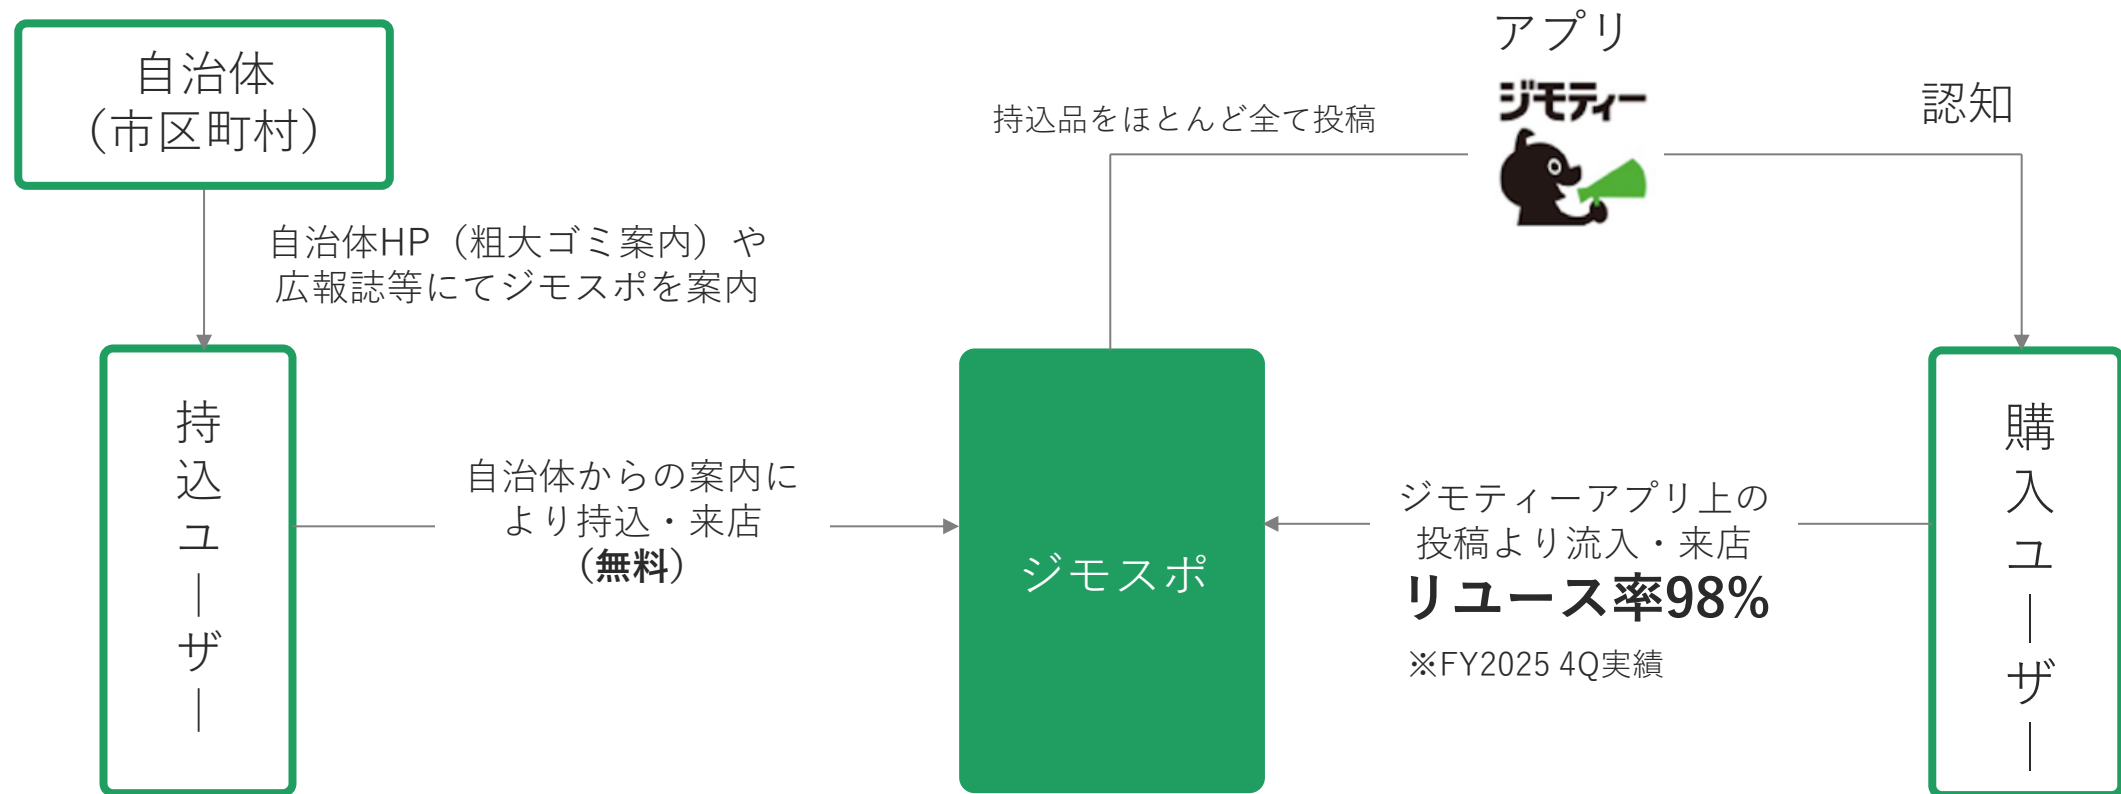 自治体
（市区町村）
自治体HP（粗大ゴミ案内）や
広報誌等にてジモスポを案内
持込ユーザー
自治体からの案内に
より持込・来店
（無料）
ジモスポ
持込品をほとんど全て投稿
アプリ
ジモティー
認知
購入ユーザー
ジモティーアプリ上の
投稿より流入・来店
リユース率98%
※FY2025 4Q実績